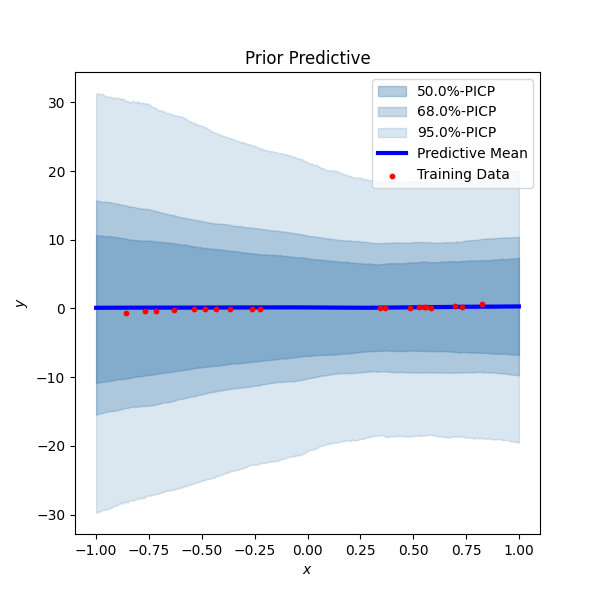 Prior Predictive
50.0%-PICP
68.0%-PICP
95.0%-PICP
Predictive Mean
Training Data
30
20
10
0
−10
−20
−30
y
−1.00 −0.75 −0.50 −0.25 0.00 0.25 0.50 0.75 1.00
x